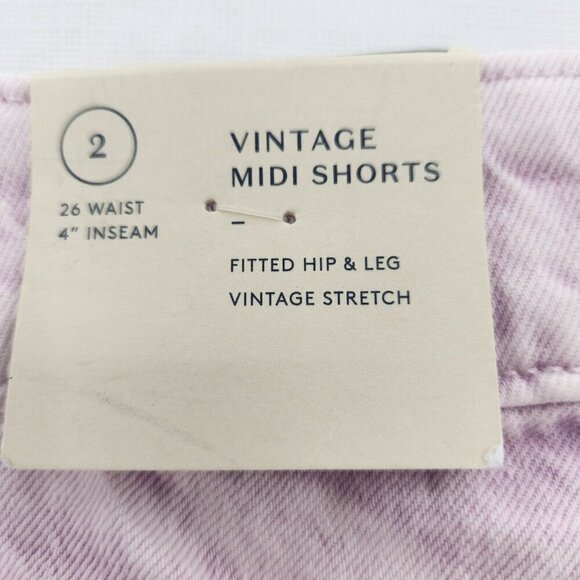 2
26 WAIST
4" INSEAM
VINTAGE
MIDI SHORTS
–
FITTED HIP & LEG
VINTAGE STRETCH